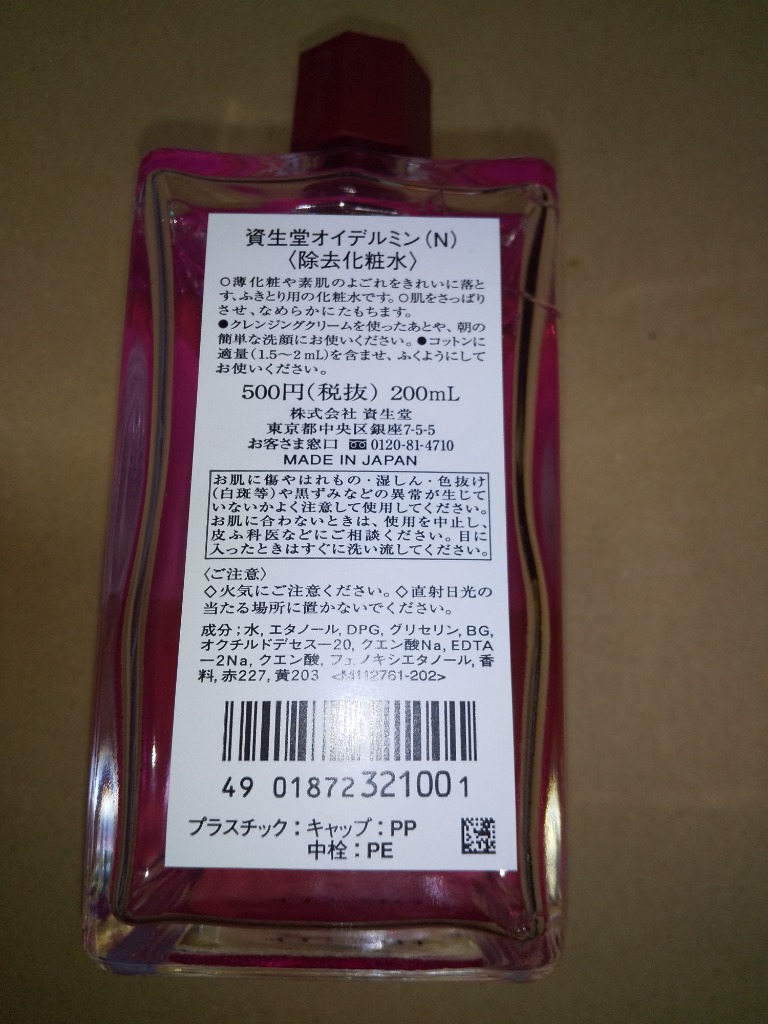 資生堂オイデルミン(N)
〈除去化粧水〉
○薄化粧や素肌のよごれをきれいに落と
す、ふきとり用の化粧水です。○肌をさっぱり
させ、なめらかにたもちます。
●クレンジングクリームを使ったあとや、朝の
簡単な洗顔にお使いください。●コットンに
適量(1.5〜2mL)を含ませ、ふくようにして
お使いください。
500円(税抜) 200mL
株式会社 資生堂
東京都中央区銀座7-5-5
お客さま窓口 0120-81-4710
MADE IN JAPAN
お肌に傷やはれもの・湿しん・色抜け
(白斑等)や黒ずみなどの異常が生じて
いないかよく注意して使用してください。
お肌に合わないときは、使用を中止し、
皮ふ科医などにご相談ください。目に
入ったときはすぐに洗い流してください。
〈ご注意〉
◇火気にご注意ください。◇直射日光の
当たる場所に置かないでください。
成分;水, エタノール, DPG, グリセリン, BG,
オクチルドデセス−20, クエン酸Na, EDTA
−2Na, クエン酸, フェノキシエタノール, 香
料, 赤227, 黄203 <M112761-202>
49 01872321001
プラスチック:キャップ:PP
中栓:PE